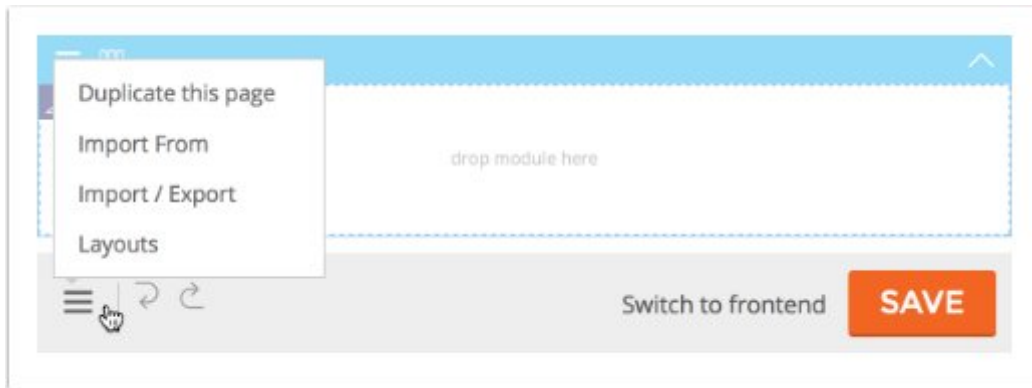 Duplicate this page
Import From
drop module here
Import / Export
Layouts
Switch to frontend
SAVE